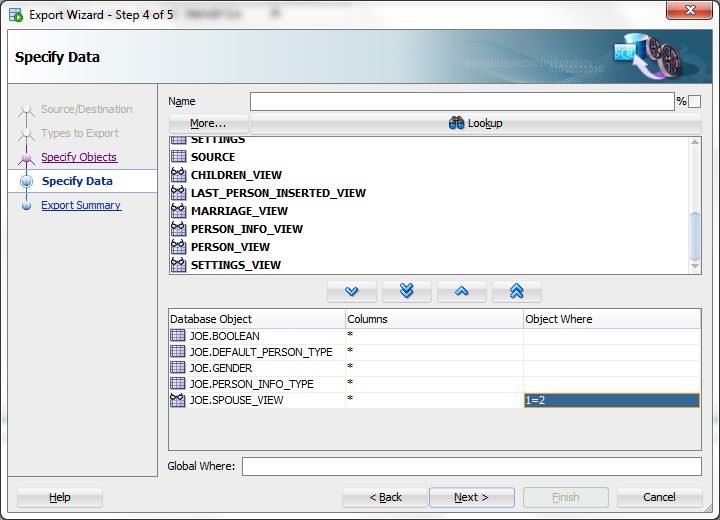 Export Wizard - Step 4 of 5
Specify Data
SQL
Source/Destination
Types to Export
Specify Objects
Specify Data
Export Summary
Name %
More... Lookup
SETTINGS
SOURCE
CHILDREN_VIEW
LAST_PERSON_INSERTED_VIEW
MARRIAGE_VIEW
PERSON_INFO_VIEW
PERSON_VIEW
SETTINGS_VIEW
Database Object Columns Object Where
JOE.BOOLEAN *
JOE.DEFAULT_PERSON_TYPE *
JOE.GENDER *
JOE.PERSON_INFO_TYPE *
JOE.SPOUSE_VIEW * 1=2
Global Where:
Help < Back Next > Finish Cancel